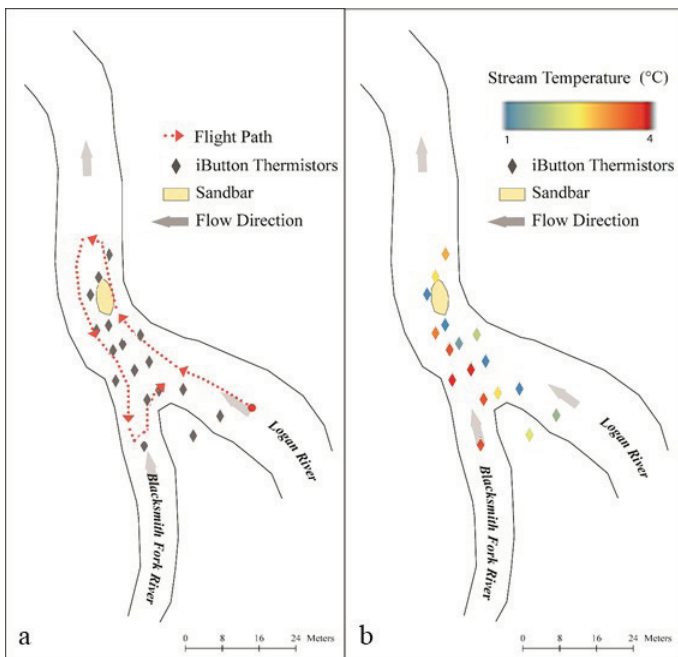 Flight Path
iButton Thermistors
Sandbar
Flow Direction
Logan River
Blacksmith Fork River
a
0 8 16 24 Meters
Stream Temperature (°C)
1 4
iButton Thermistors
Sandbar
Flow Direction
Logan River
Blacksmith Fork River
b
0 8 16 24 Meters